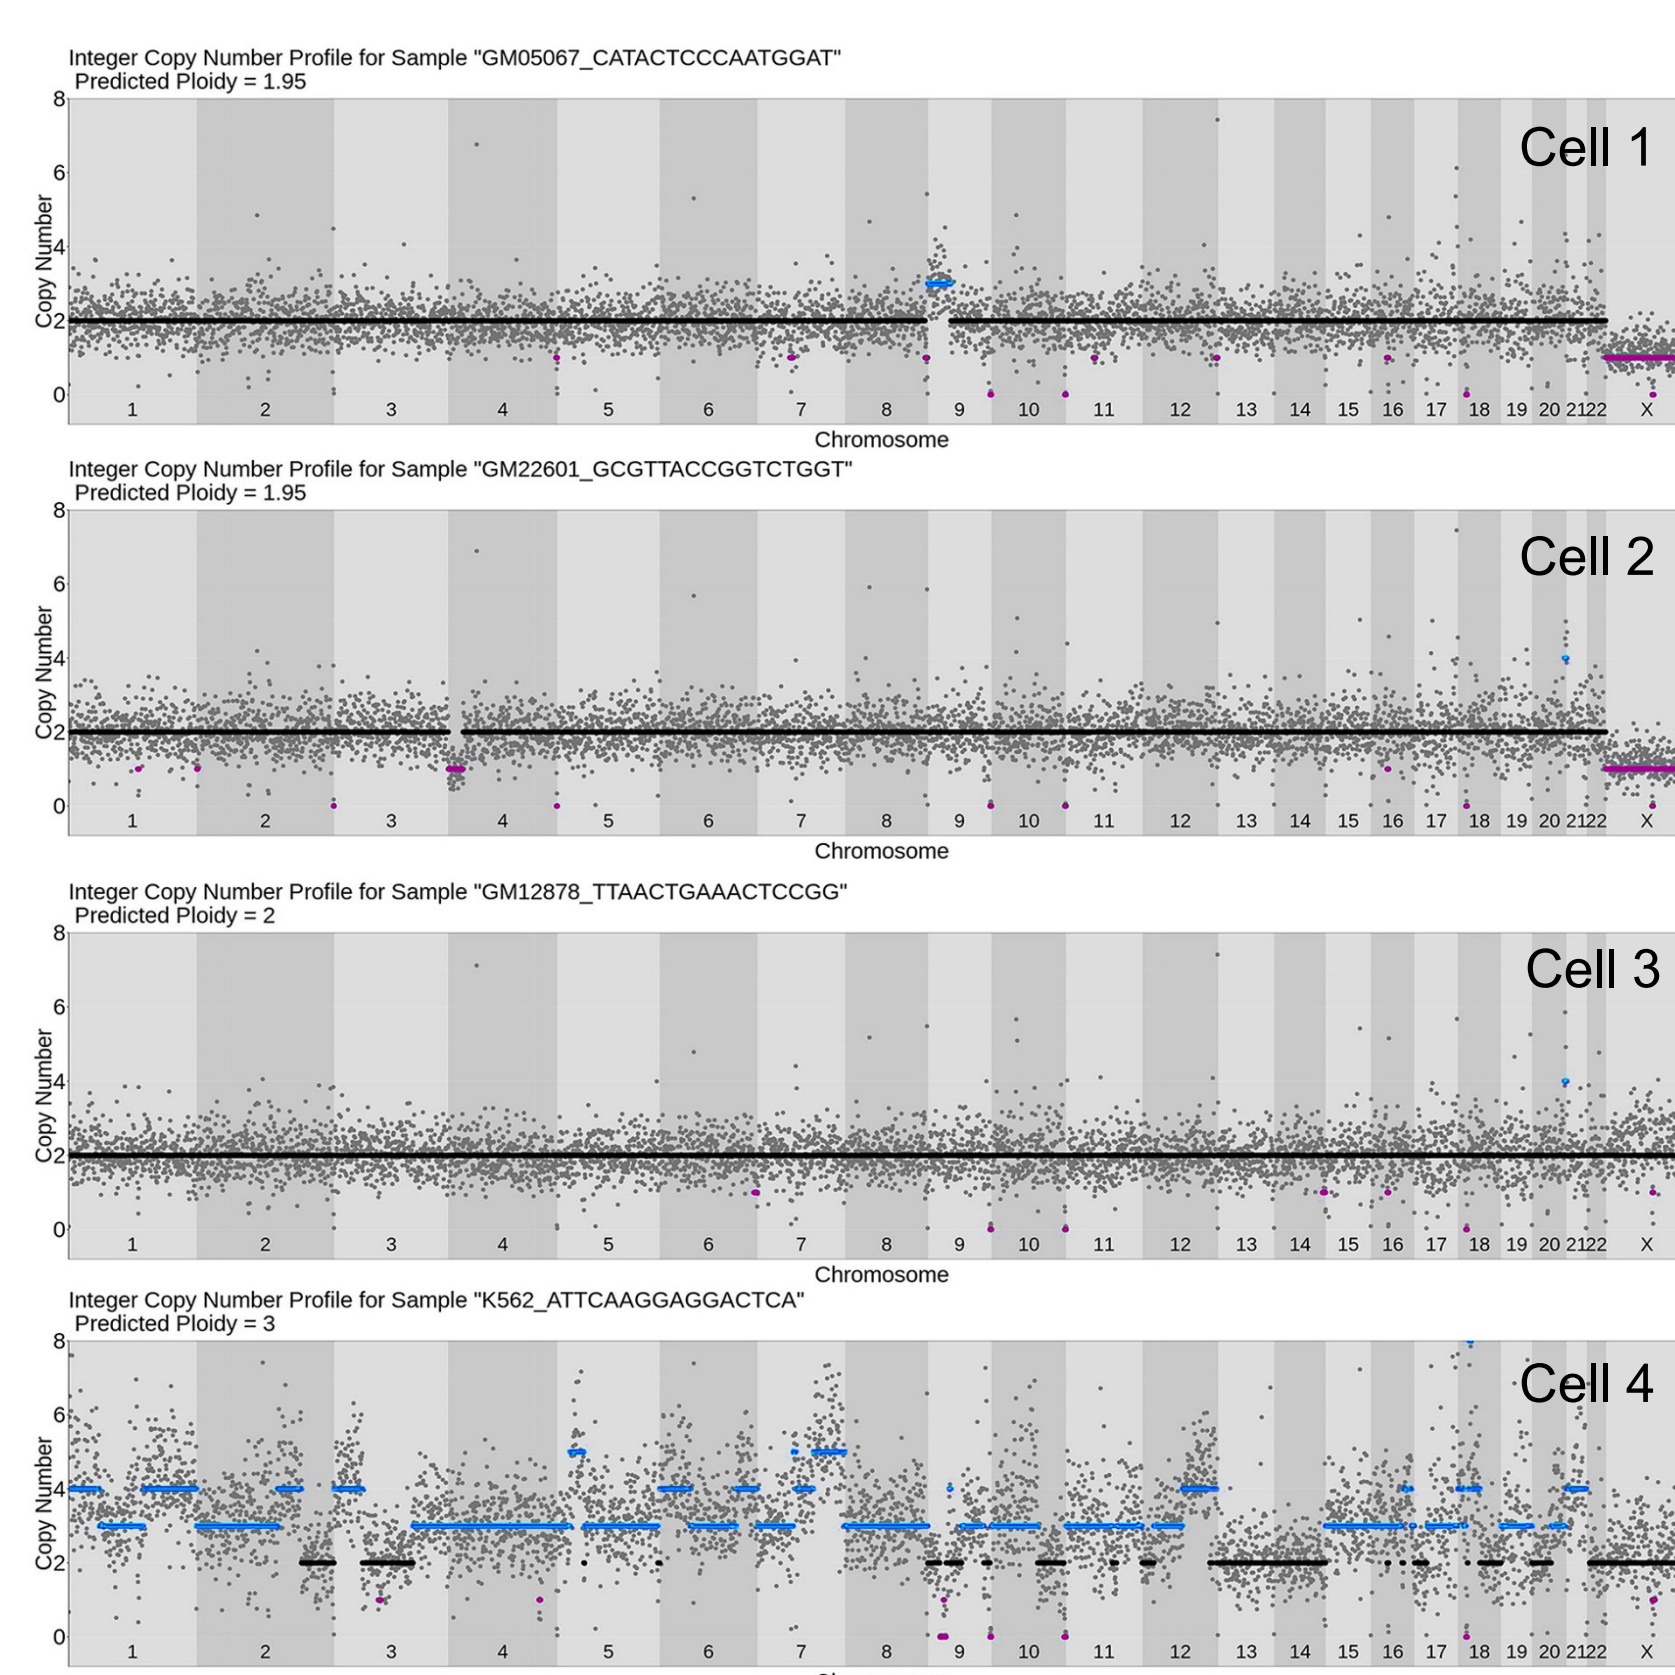 Integer Copy Number Profile for Sample "GM05067_CATACTCCCAATGGAT"
Predicted Ploidy = 1.95
Cell 1
8
6
4
2
0
Copy Number
1 2 3 4 5 6 7 8 9 10 11 12 13 14 15 16 17 18 19 20 21 22 X
Chromosome
Integer Copy Number Profile for Sample "GM22601_GCGTTACCGGTCTGGT"
Predicted Ploidy = 1.95
Cell 2
8
6
4
2
0
Copy Number
1 2 3 4 5 6 7 8 9 10 11 12 13 14 15 16 17 18 19 20 21 22 X
Chromosome
Integer Copy Number Profile for Sample "GM12878_TTAACTGAAACTCCGG"
Predicted Ploidy = 2
Cell 3
8
6
4
2
0
Copy Number
1 2 3 4 5 6 7 8 9 10 11 12 13 14 15 16 17 18 19 20 21 22 X
Chromosome
Integer Copy Number Profile for Sample "K562_ATTCAAGGAGGACTCA"
Predicted Ploidy = 3
Cell 4
8
6
4
2
0
Copy Number
1 2 3 4 5 6 7 8 9 10 11 12 13 14 15 16 17 18 19 20 21 22 X